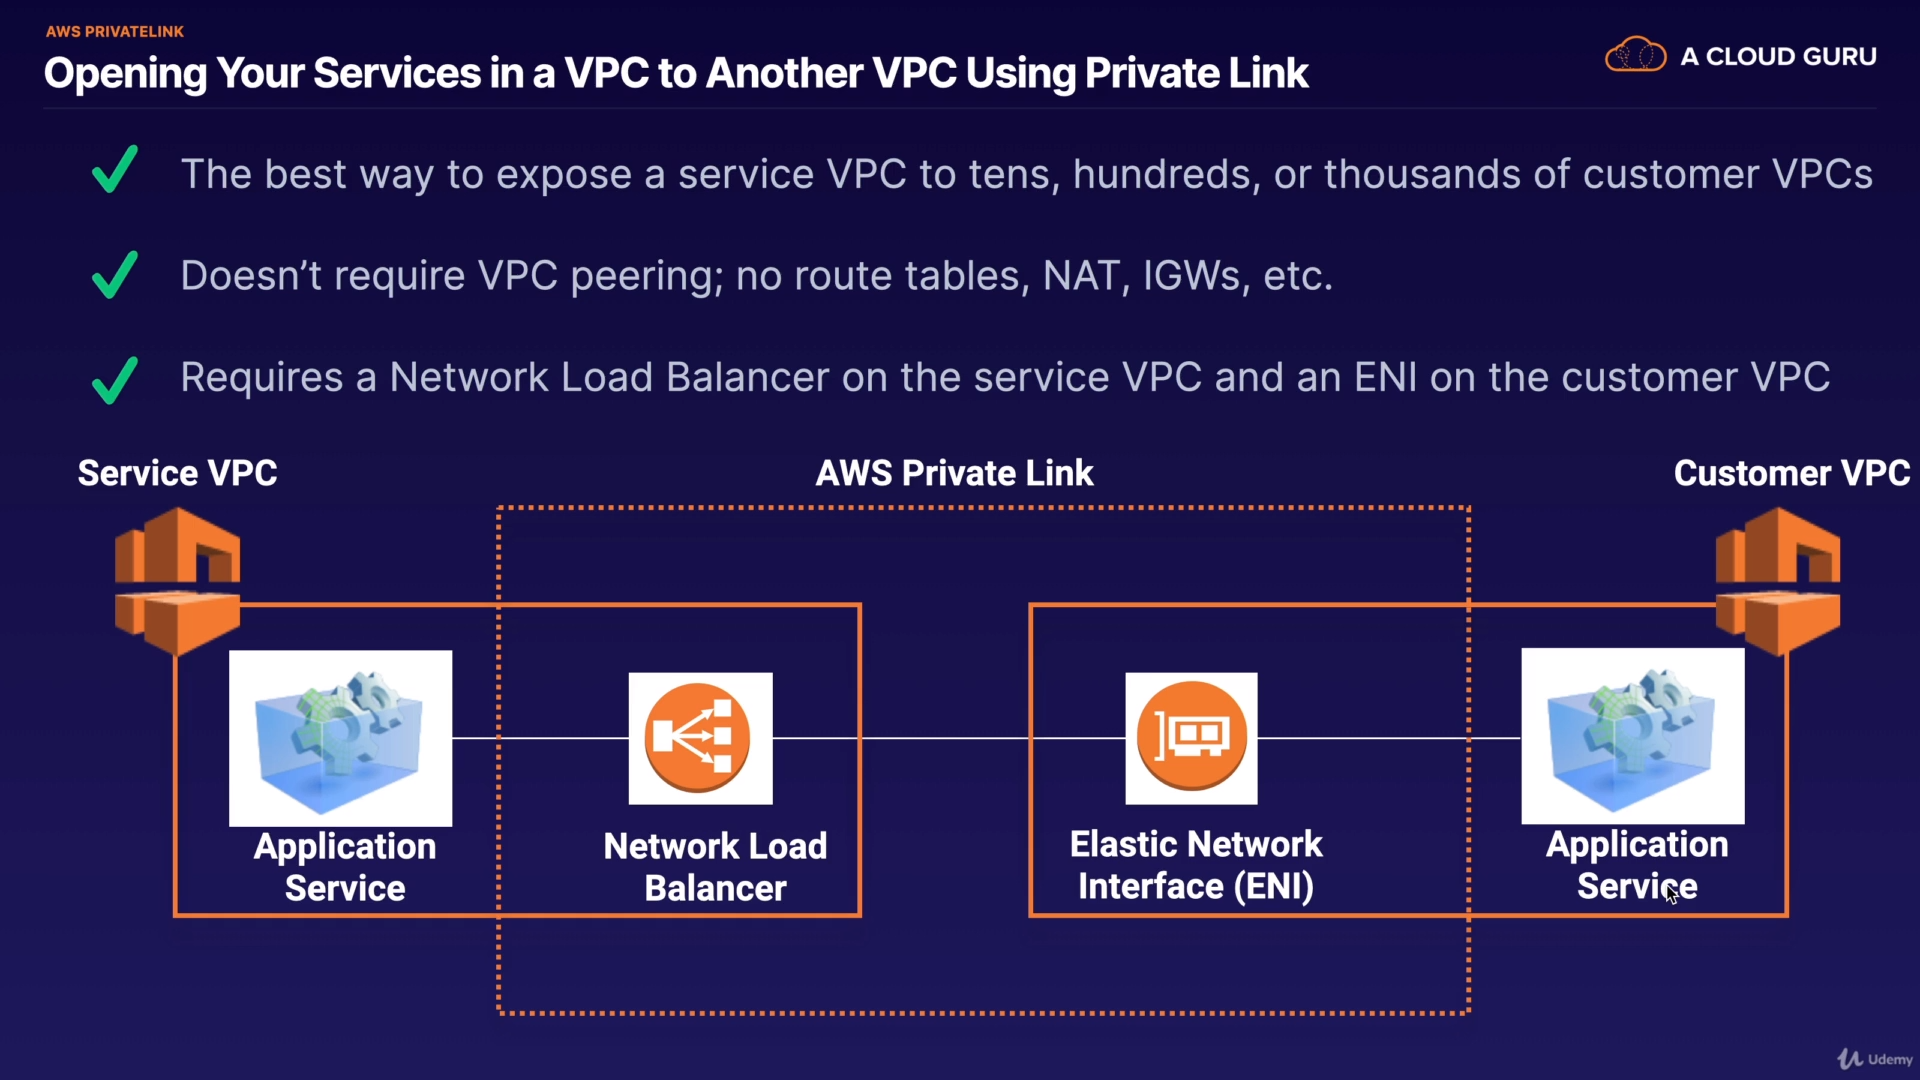 AWS PRIVATELINK
Opening Your Services in a VPC to Another VPC Using Private Link
A CLOUD GURU
The best way to expose a service VPC to tens, hundreds, or thousands of customer VPCs
Doesn’t require VPC peering; no route tables, NAT, IGWs, etc.
Requires a Network Load Balancer on the service VPC and an ENI on the customer VPC
Service VPC
AWS Private Link
Customer VPC
Application
Service
Network Load
Balancer
Elastic Network
Interface (ENI)
Application
Service
Udemy